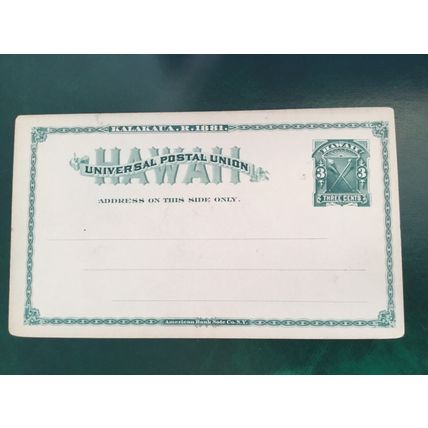 KALAKAUA. R. 1881.
HAWAII
UNIVERSAL POSTAL UNION
ADDRESS ON THIS SIDE ONLY.
HAWAII
3 3
THREE CENTS
American Bank Note Co. N.Y.